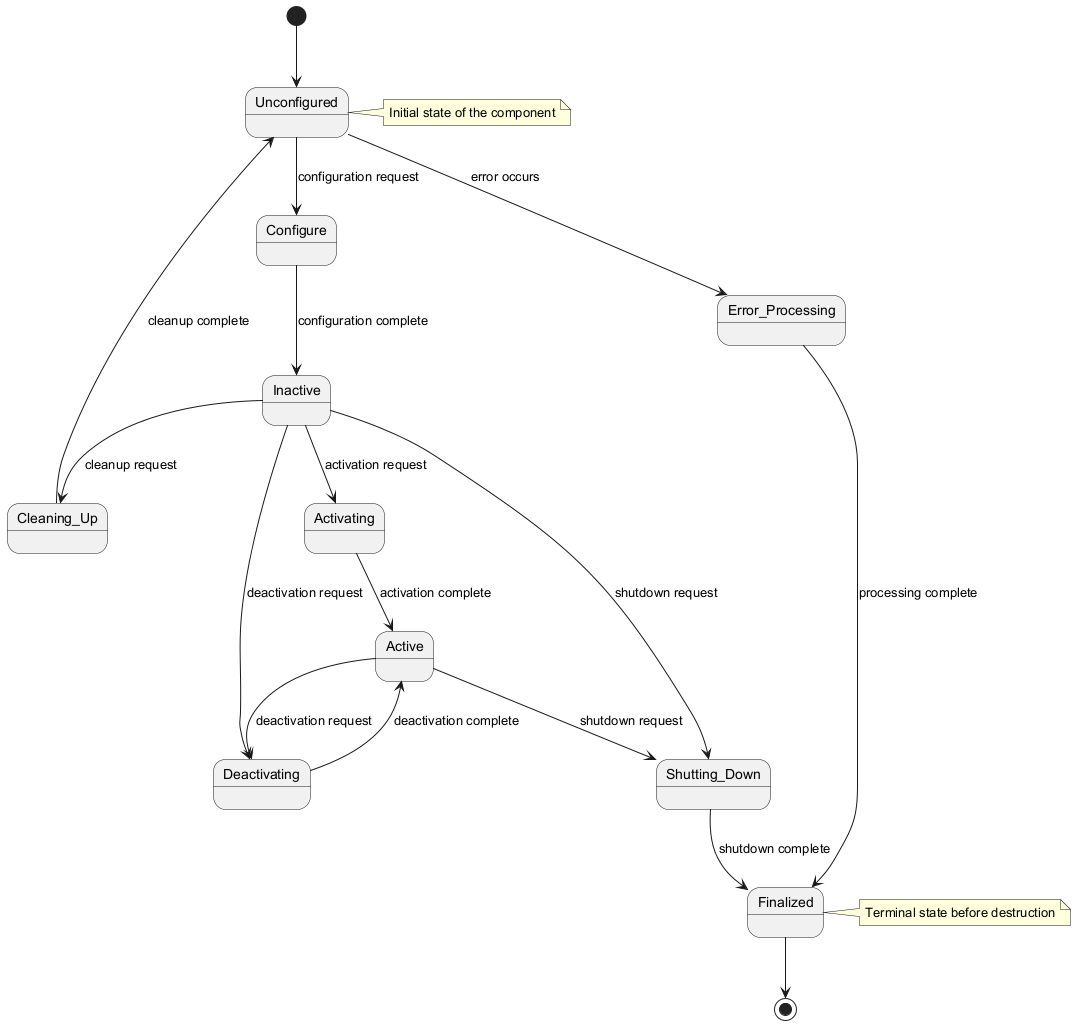 Unconfigured
Initial state of the component
configuration request
error occurs
Configure
Error_Processing
cleanup complete
configuration complete
Inactive
cleanup request
activation request
Cleaning_Up
Activating
deactivation request
activation complete
shutdown request
processing complete
Active
deactivation request
deactivation complete
shutdown request
Deactivating
Shutting_Down
shutdown complete
Finalized
Terminal state before destruction